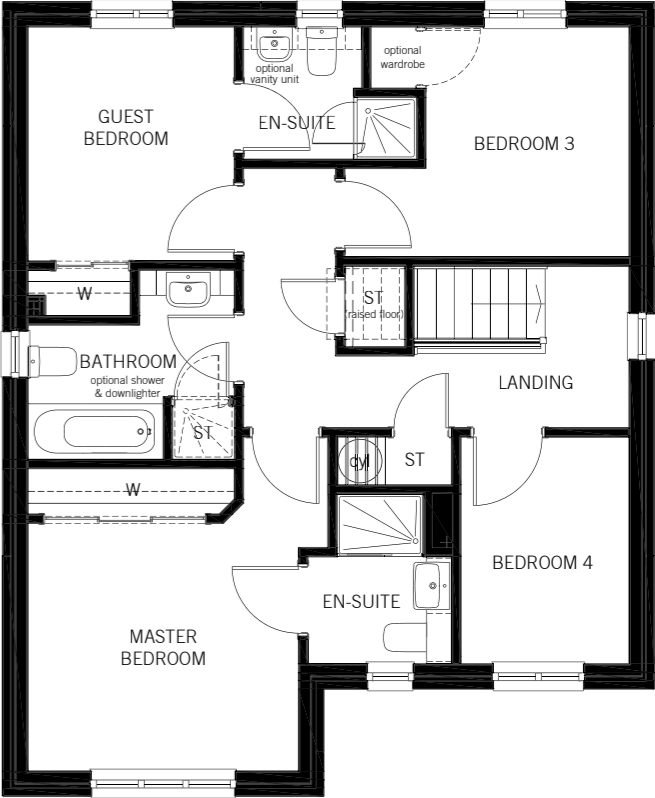 optional
vanity unit
optional
wardrobe
GUEST
BEDROOM
EN-SUITE
BEDROOM 3
W
ST
(raised floor)
BATHROOM
optional shower
& downlighter
LANDING
ST
cyl
ST
W
BEDROOM 4
EN-SUITE
MASTER
BEDROOM